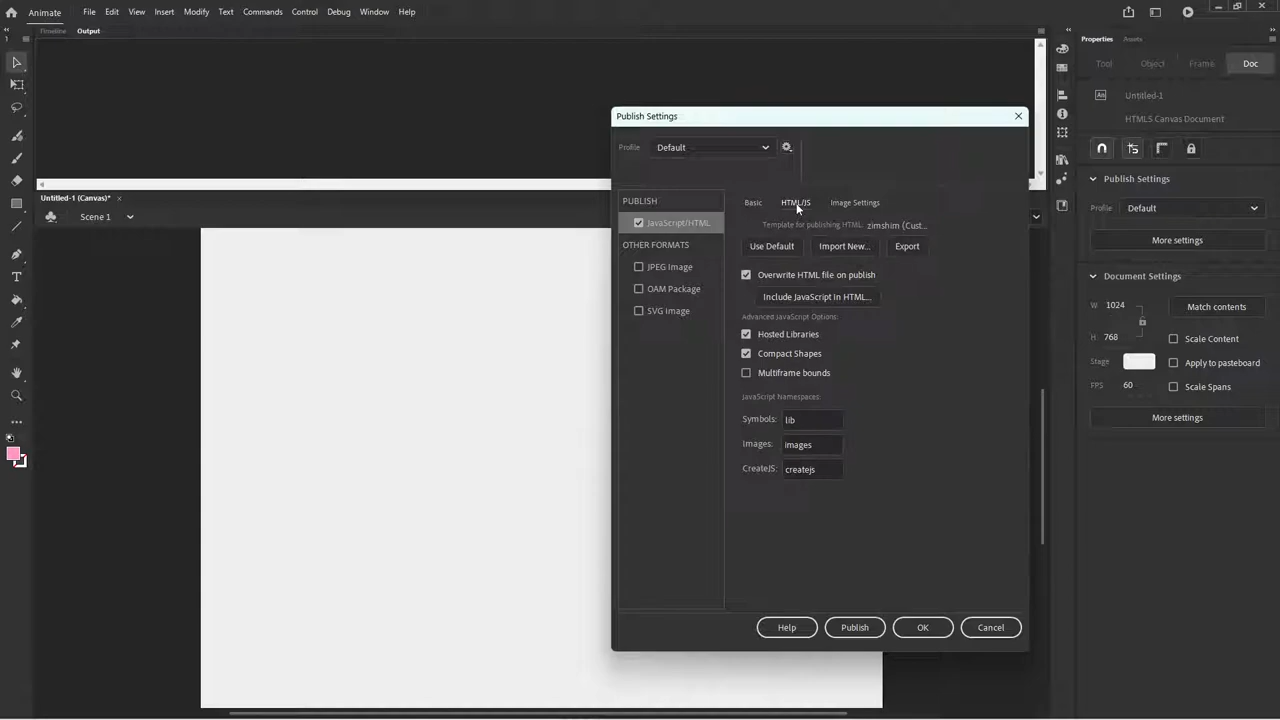 Animate File Edit View Insert Modify Text Commands Control Debug Window Help
Timeline Output
Untitled-1 (Canvas)*
Scene 1
Publish Settings
Profile Default
PUBLISH
JavaScript/HTML
OTHER FORMATS
JPEG Image
OAM Package
SVG Image
Basic HTML/JS Image Settings
Template for publishing HTML: zimshim (Cust...
Use Default Import New... Export
Overwrite HTML file on publish
Include JavaScript In HTML...
Advanced JavaScript Options:
Hosted Libraries
Compact Shapes
Multiframe bounds
JavaScript Namespaces:
Symbols: lib
Images: images
CreateJS: createjs
Help Publish OK Cancel
Properties Assets
Tool Object Frame Doc
An Untitled-1
HTML5 Canvas Document
Publish Settings
Profile Default
More settings
Document Settings
W 1024 Match contents
H 768 Scale Content
Stage Apply to pasteboard
FPS 60 Scale Spans
More settings